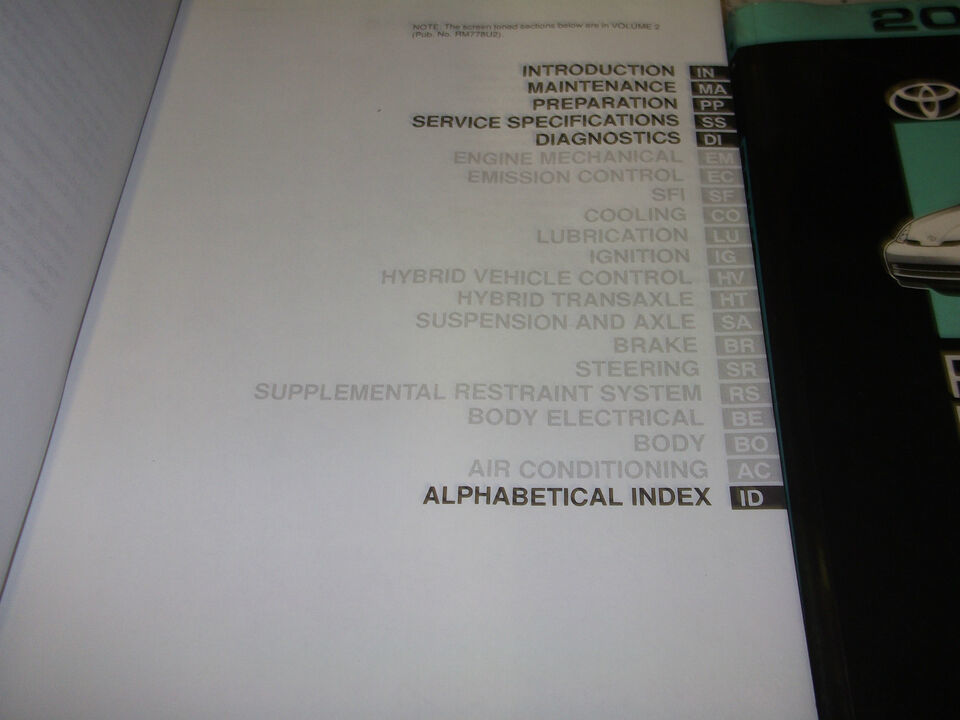 NOTE: The screen toned sections below are in VOLUME 2
(Pub. No. RM778U2)
INTRODUCTION IN
MAINTENANCE MA
PREPARATION PP
SERVICE SPECIFICATIONS SS
DIAGNOSTICS DI
ENGINE MECHANICAL EM
EMISSION CONTROL EC
SFI SF
COOLING CO
LUBRICATION LU
IGNITION IG
HYBRID VEHICLE CONTROL HV
HYBRID TRANSAXLE HT
SUSPENSION AND AXLE SA
BRAKE BR
STEERING SR
SUPPLEMENTAL RESTRAINT SYSTEM RS
BODY ELECTRICAL BE
BODY BO
AIR CONDITIONING AC
ALPHABETICAL INDEX ID
20